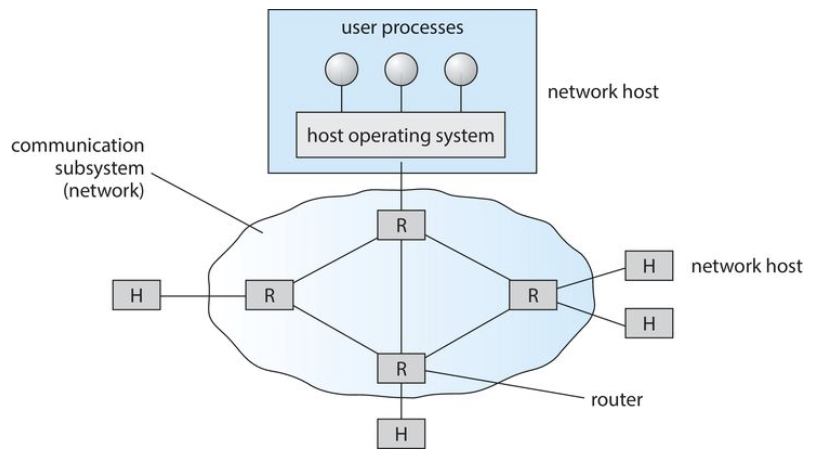 user processes
network host
host operating system
communication
subsystem
(network)
R
H
R
R
H
network host
H
R
router
H